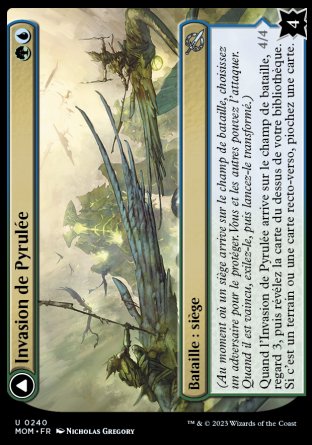 Invasion de Pyrulée
Bataille : siège
(Au moment où un siège arrive sur le champ de bataille, choisissez
un adversaire pour le protéger. Vous et les autres pouvez l'attaquer.
Quand il est vaincu, exilez-le, puis lancez-le transformé.)
Quand l'Invasion de Pyrulée arrive sur le champ de bataille,
regard 3, puis révélez la carte du dessus de votre bibliothèque.
Si c'est un terrain ou une carte recto-verso, piochez une carte.
4/4
4
U 0240
MOM • FR Nicholas Gregory
™ & © 2023 Wizards of the Coast